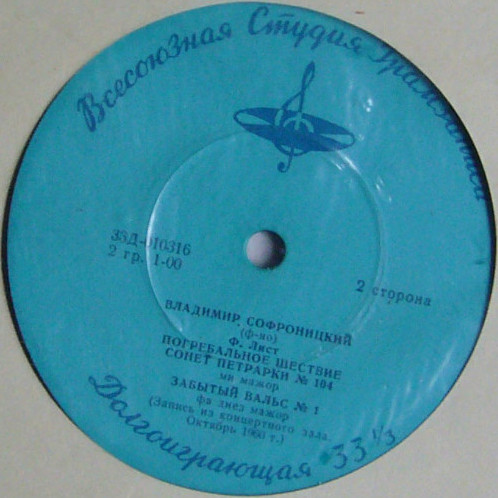 Всесоюзная Студия Грамзаписи
33Д-010316
2 гр. 1-00
2 сторона
ВЛАДИМИР СОФРОНИЦКИЙ
(ф-но)
Ф. Лист
ПОГРЕБАЛЬНОЕ ШЕСТВИЕ
СОНЕТ ПЕТРАРКИ № 104
ми мажор
ЗАБЫТЫЙ ВАЛЬС № 1
фа диез мажор
(Запись из концертного зала.
Октябрь 1960 г.)
Долгоиграющая 33 1/3